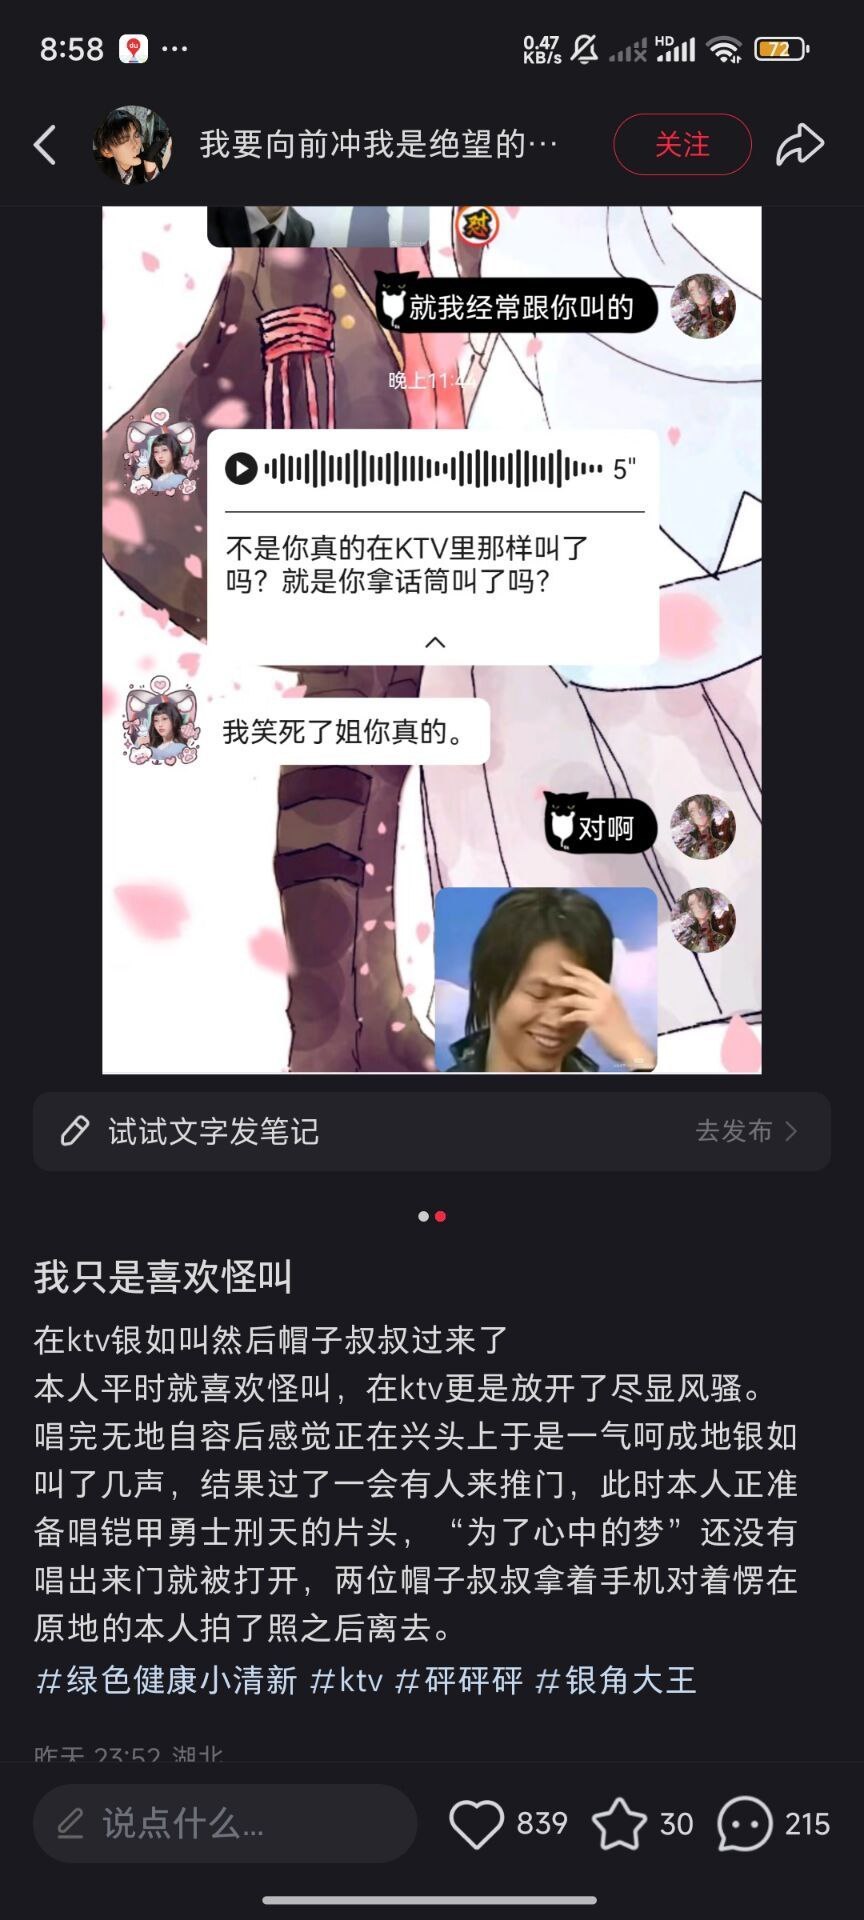 8:58
0.47
KB/s
HD
72
我要向前冲我是绝望的…
关注
怼
就我经常跟你叫的
晚上11:44
5"
不是你真的在KTV里那样叫了
吗？就是你拿话筒叫了吗？
我笑死了姐你真的。
对啊
试试文字发笔记
去发布
我只是喜欢怪叫
在ktv银如叫然后帽子叔叔过来了
本人平时就喜欢怪叫，在ktv更是放开了尽显风骚。
唱完无地自容后感觉正在兴头上于是一气呵成地银如
叫了几声，结果过了一会有人来推门，此时本人正准
备唱铠甲勇士刑天的片头，“为了心中的梦”还没有
唱出来门就被打开，两位帽子叔叔拿着手机对着愣在
原地的本人拍了照之后离去。
#绿色健康小清新 #ktv #砰砰砰 #银角大王
昨天 23:52 湖北
说点什么...
839
30
215